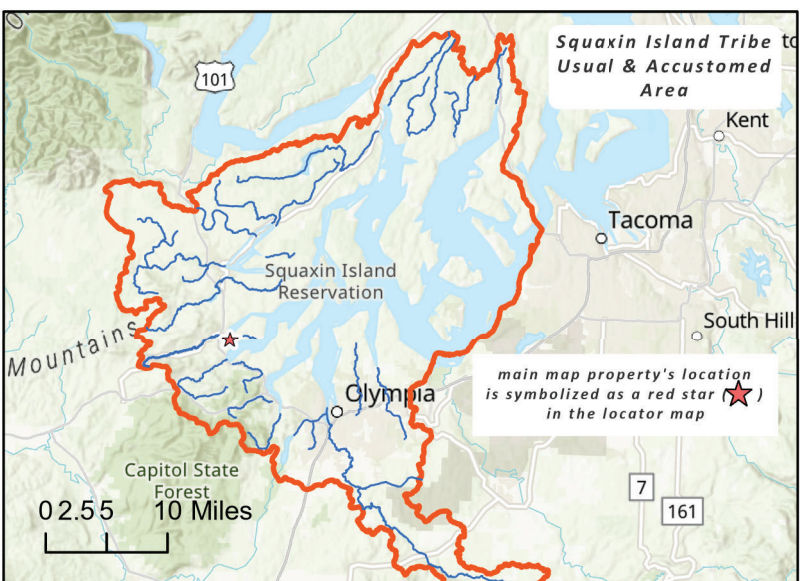 101
Squaxin Island Tribe
Usual & Accustomed
Area
Kent
Tacoma
Squaxin Island
Reservation
South Hill
Mountains
main map property's location
is symbolized as a red star ( )
in the locator map
Olympia
Capitol State
Forest
7
161
0 2.5 5 10 Miles